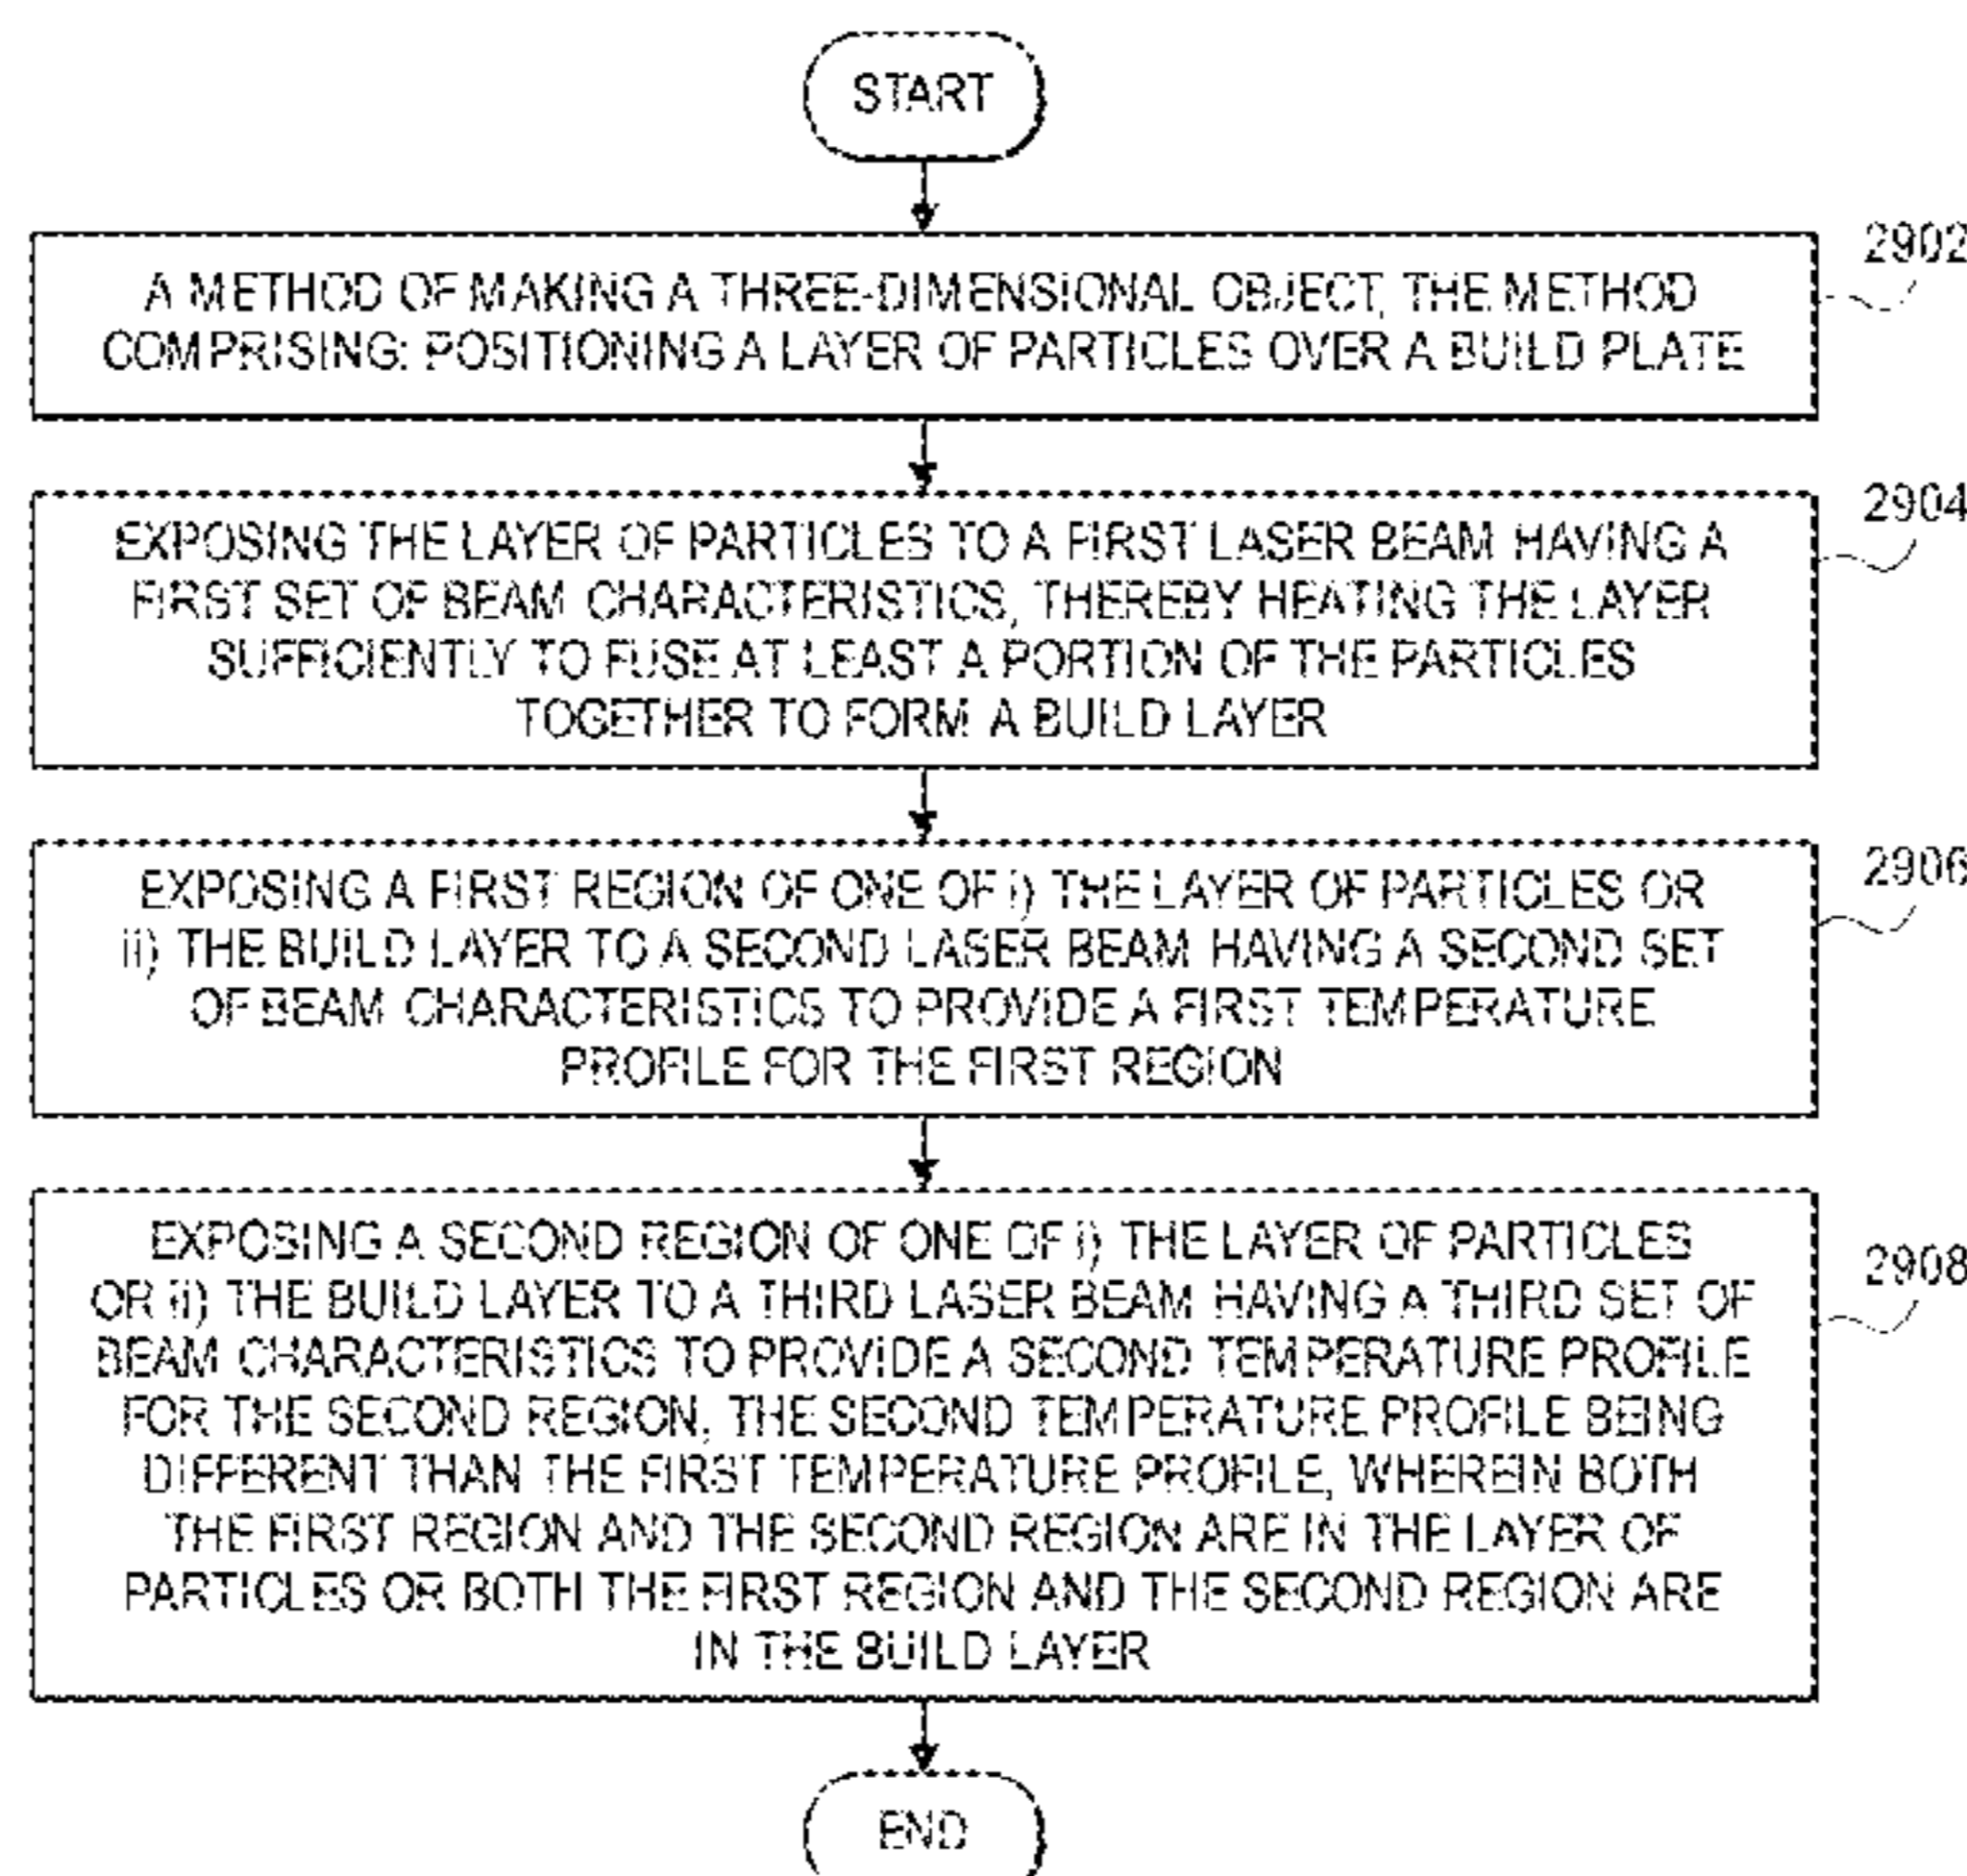 START
2902
A METHOD OF MAKING A THREE-DIMENSIONAL OBJECT, THE METHOD
COMPRISING: POSITIONING A LAYER OF PARTICLES OVER A BUILD PLATE
2904
EXPOSING THE LAYER OF PARTICLES TO A FIRST LASER BEAM HAVING A
FIRST SET OF BEAM CHARACTERISTICS, THEREBY HEATING THE LAYER
SUFFICIENTLY TO FUSE AT LEAST A PORTION OF THE PARTICLES
TOGETHER TO FORM A BUILD LAYER
2906
EXPOSING A FIRST REGION OF ONE OF i) THE LAYER OF PARTICLES OR
ii) THE BUILD LAYER TO A SECOND LASER BEAM HAVING A SECOND SET
OF BEAM CHARACTERISTICS TO PROVIDE A FIRST TEMPERATURE
PROFILE FOR THE FIRST REGION
2908
EXPOSING A SECOND REGION OF ONE OF i) THE LAYER OF PARTICLES
OR ii) THE BUILD LAYER TO A THIRD LASER BEAM HAVING A THIRD SET OF
BEAM CHARACTERISTICS TO PROVIDE A SECOND TEMPERATURE PROFILE
FOR THE SECOND REGION, THE SECOND TEMPERATURE PROFILE BEING
DIFFERENT THAN THE FIRST TEMPERATURE PROFILE, WHEREIN BOTH
THE FIRST REGION AND THE SECOND REGION ARE IN THE LAYER OF
PARTICLES OR BOTH THE FIRST REGION AND THE SECOND REGION ARE
IN THE BUILD LAYER
END